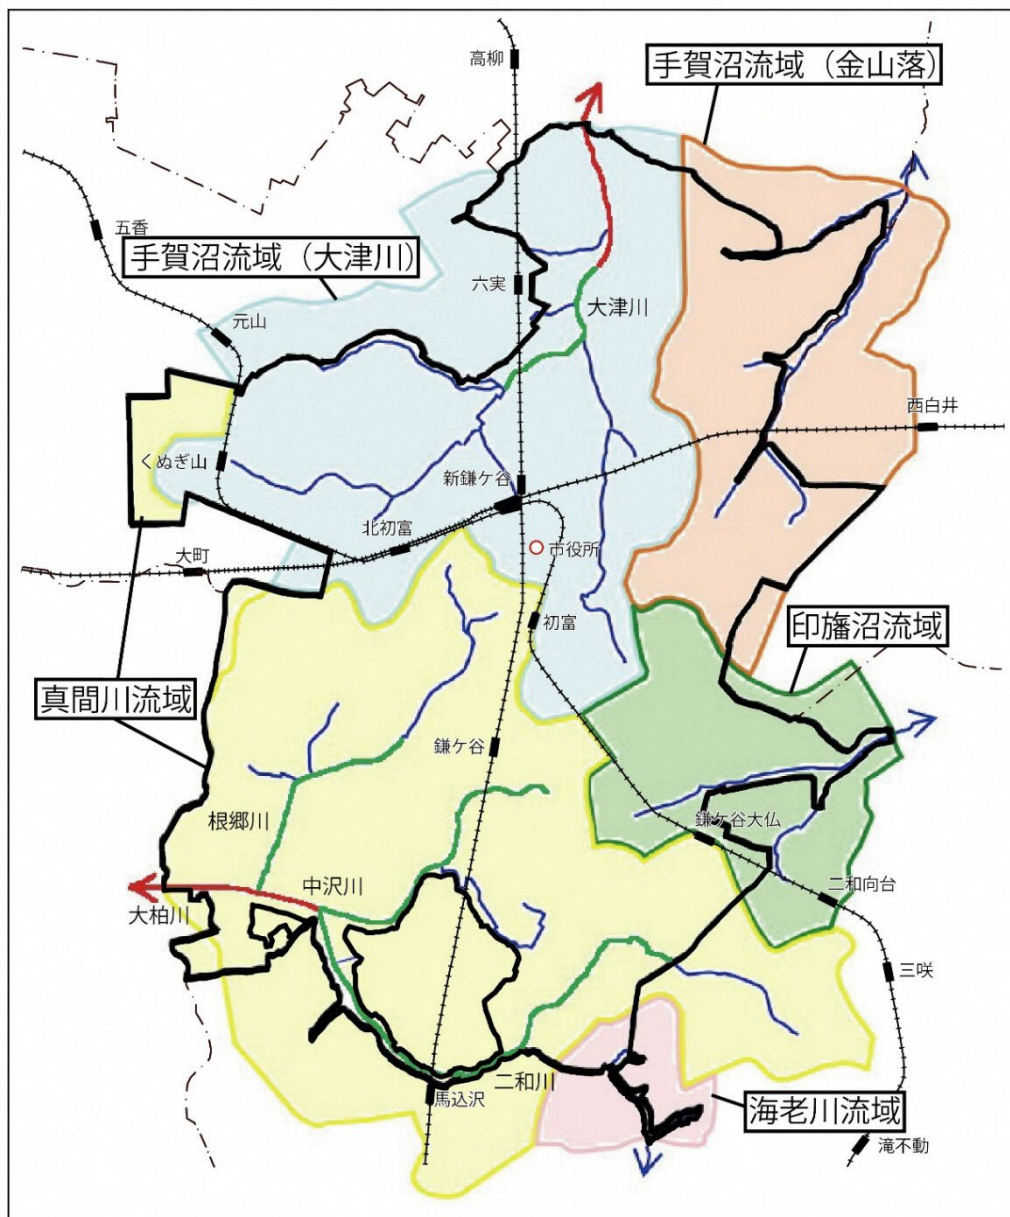 高柳
手賀沼流域（金山落）
五香
手賀沼流域（大津川）
六実
大津川
元山
西白井
くぬぎ山
新鎌ケ谷
北初富
市役所
大町
初富
印旛沼流域
真間川流域
鎌ケ谷
根郷川
鎌ケ谷大仏
中沢川
二和向台
大柏川
三咲
二和川
馬込沢
海老川流域
滝不動